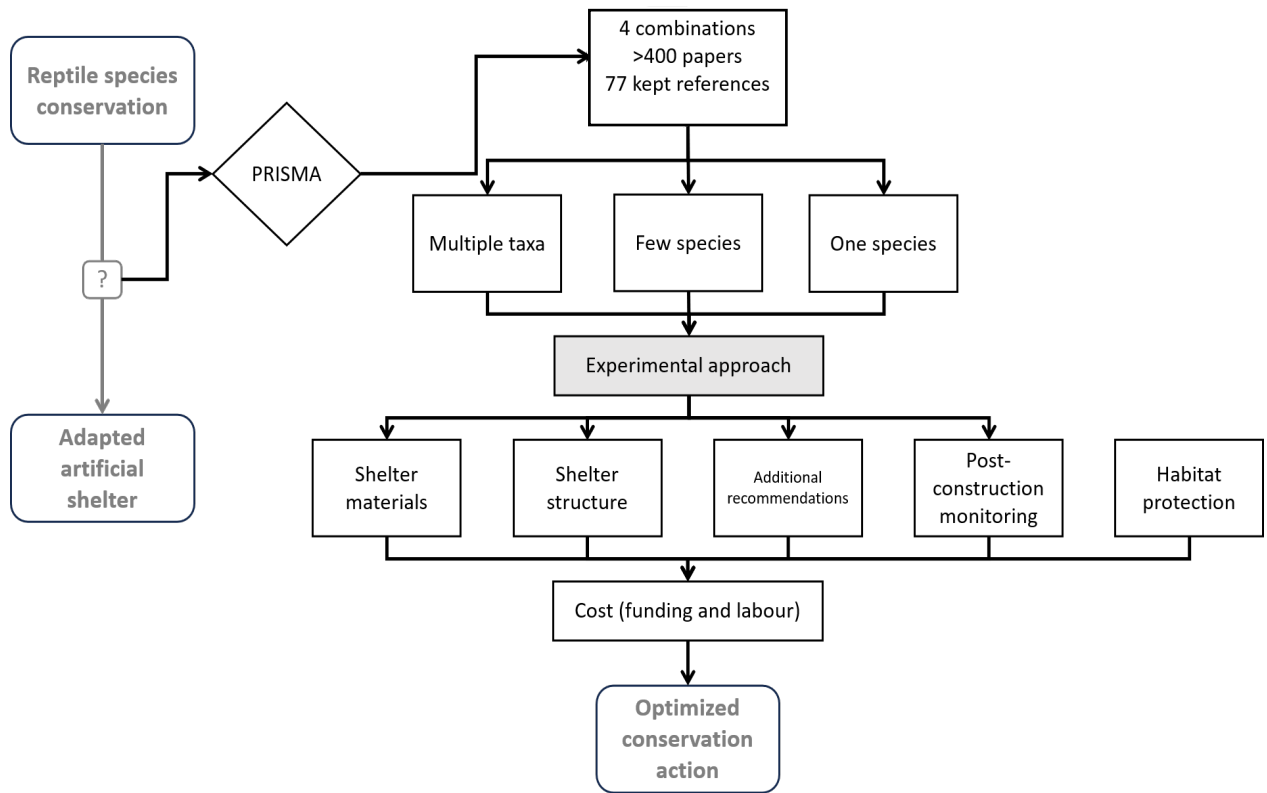 Reptile species
conservation
?
Adapted
artificial
shelter
PRISMA
4 combinations
>400 papers
77 kept references
Multiple taxa
Few species
One species
Experimental approach
Shelter
materials
Shelter
structure
Additional
recommendations
Post-
construction
monitoring
Habitat
protection
Cost (funding and labour)
Optimized
conservation
action